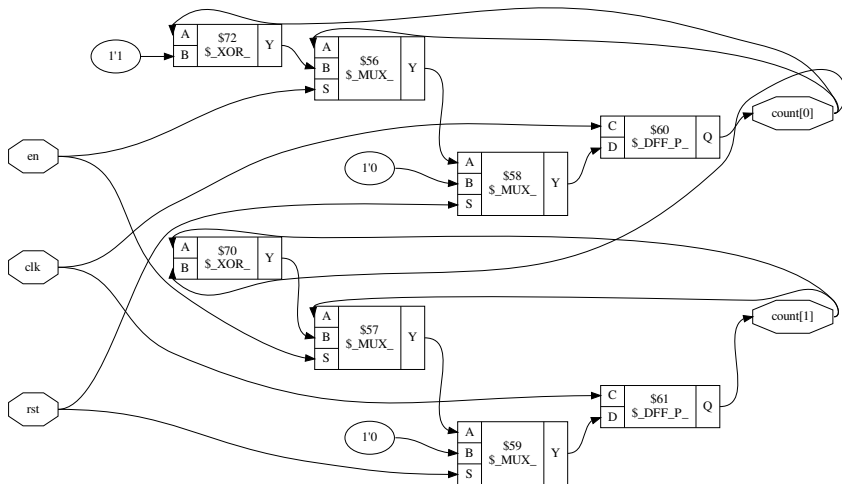 A
B
$72
$_XOR_
Y
1'1
A
B
S
$56
$_MUX_
Y
count[0]
C
D
$60
$_DFF_P_
Q
en
1'0
A
B
S
$58
$_MUX_
Y
clk
A
B
$70
$_XOR_
Y
A
B
S
$57
$_MUX_
Y
count[1]
rst
C
D
$61
$_DFF_P_
Q
1'0
A
B
S
$59
$_MUX_
Y